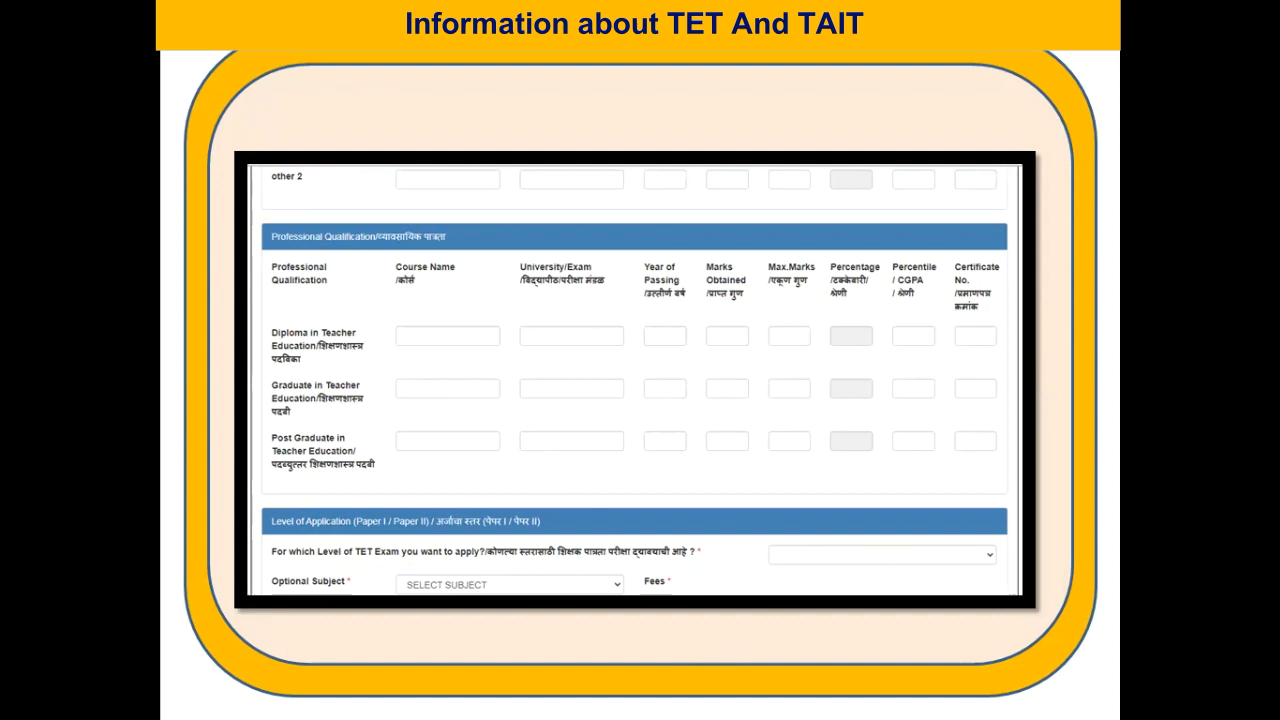 Information about TET And TAIT
other 2
Professional Qualification/व्यावसायिक पात्रता
Professional Qualification
Course Name /कोर्स
University/Exam /विद्यापीठ/परीक्षा मंडळ
Year of Passing /उत्तीर्ण वर्ष
Marks Obtained /प्राप्त गुण
Max.Marks /एकूण गुण
Percentage /टक्केवारी/ श्रेणी
Percentile / CGPA / श्रेणी
Certificate No. /प्रमाणपत्र क्रमांक
Diploma in Teacher
Education/शिक्षणशास्त्र
पदविका
Graduate in Teacher
Education/शिक्षणशास्त्र
पदवी
Post Graduate in
Teacher Education/
पदव्युत्तर शिक्षणशास्त्र पदवी
Level of Application (Paper I / Paper II) / अर्जाचा स्तर (पेपर I / पेपर II)
For which Level of TET Exam you want to apply?/कोणत्या स्तरासाठी शिक्षक पात्रता परीक्षा द्यावयाची आहे ? *
Optional Subject * SELECT SUBJECT Fees *